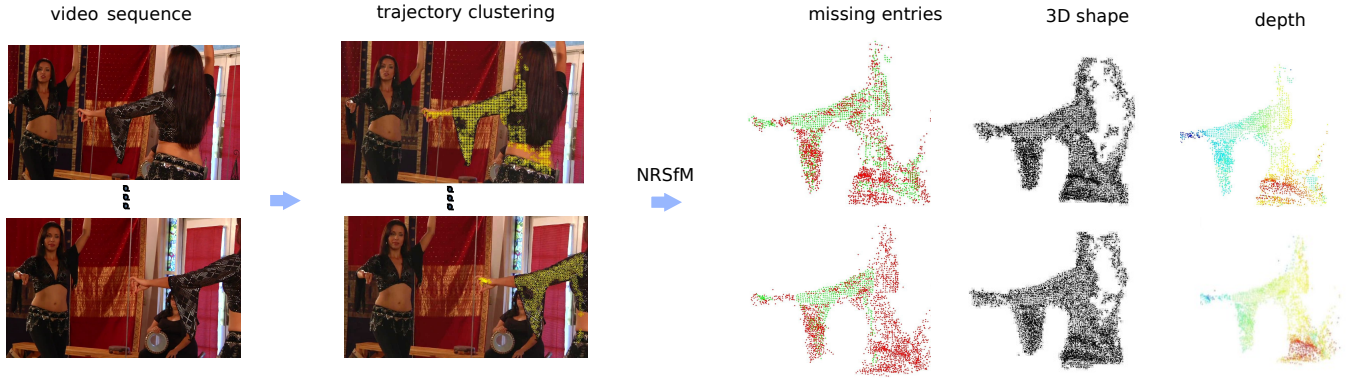 video sequence
trajectory clustering
missing entries
3D shape
depth
NRSfM